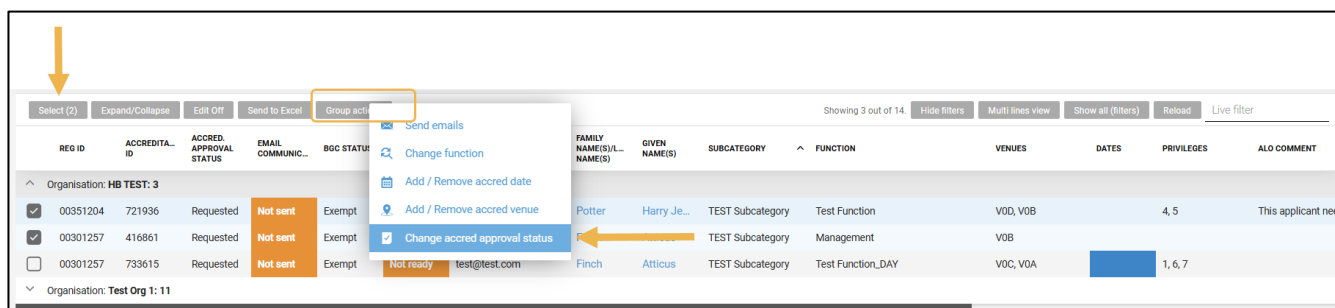 Select (2) Expand/Collapse Edit Off Send to Excel Group acti Showing 3 out of 14. Hide filters Multi lines view Show all (filters) Reload Live filter
Send emails
Change function
Add / Remove accred date
Add / Remove accred venue
Change accred approval status
REG ID ACCREDITA... ID ACCRED. APPROVAL STATUS EMAIL COMMUNIC... BGC STATU FAMILY NAME(S)/L... NAME(S) GIVEN NAME(S) SUBCATEGORY FUNCTION VENUES DATES PRIVILEGES ALO COMMENT
Organisation: HB TEST: 3
00351204 721936 Requested Not sent Exempt Potter Harry Je... TEST Subcategory Test Function V0D, V0B 4, 5 This applicant nee
00301257 416861 Requested Not sent Exempt TEST Subcategory Management V0B
00301257 733615 Requested Not sent Exempt Not ready test@test.com Finch Atticus TEST Subcategory Test Function_DAY V0C, V0A 1, 6, 7
Organisation: Test Org 1: 11